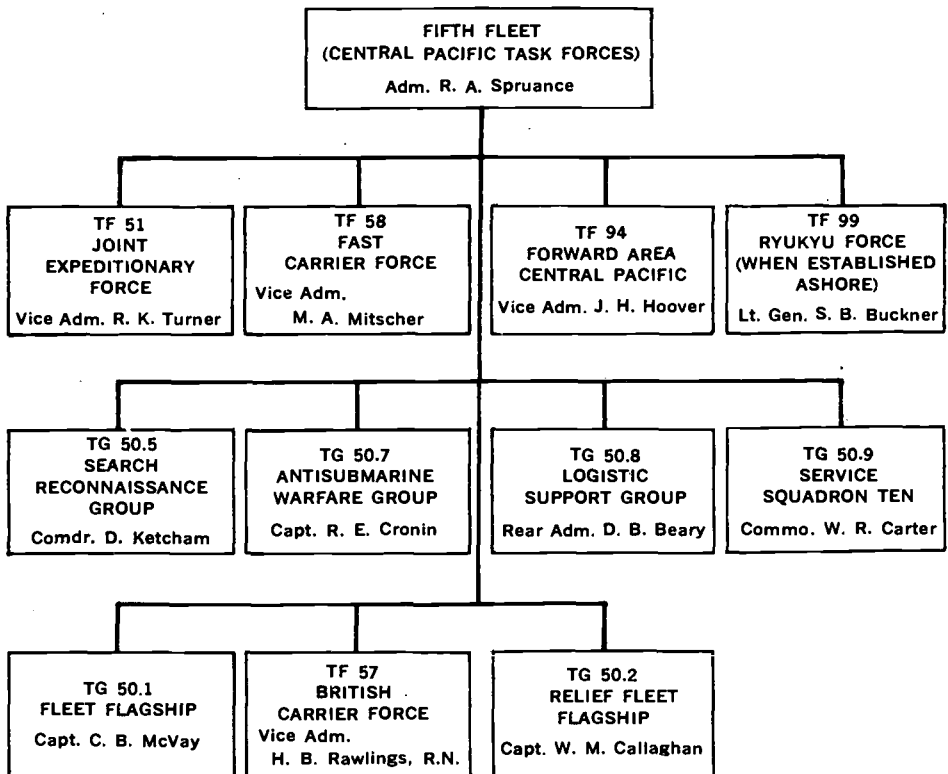 FIFTH FLEET
(CENTRAL PACIFIC TASK FORCES)
Adm. R. A. Spruance
TF 51
JOINT
EXPEDITIONARY
FORCE
Vice Adm. R. K. Turner
TF 58
FAST
CARRIER FORCE
Vice Adm.
M. A. Mitscher
TF 94
FORWARD AREA
CENTRAL PACIFIC
Vice Adm. J. H. Hoover
TF 99
RYUKYU FORCE
(WHEN ESTABLISHED
ASHORE)
Lt. Gen. S. B. Buckner
TG 50.5
SEARCH
RECONNAISSANCE
GROUP
Comdr. D. Ketcham
TG 50.7
ANTISUBMARINE
WARFARE GROUP
Capt. R. E. Cronin
TG 50.8
LOGISTIC
SUPPORT GROUP
Rear Adm. D. B. Beary
TG 50.9
SERVICE
SQUADRON TEN
Commo. W. R. Carter
TG 50.1
FLEET FLAGSHIP
Capt. C. B. McVay
TF 57
BRITISH
CARRIER FORCE
Vice Adm.
H. B. Rawlings, R.N.
TG 50.2
RELIEF FLEET
FLAGSHIP
Capt. W. M. Callaghan